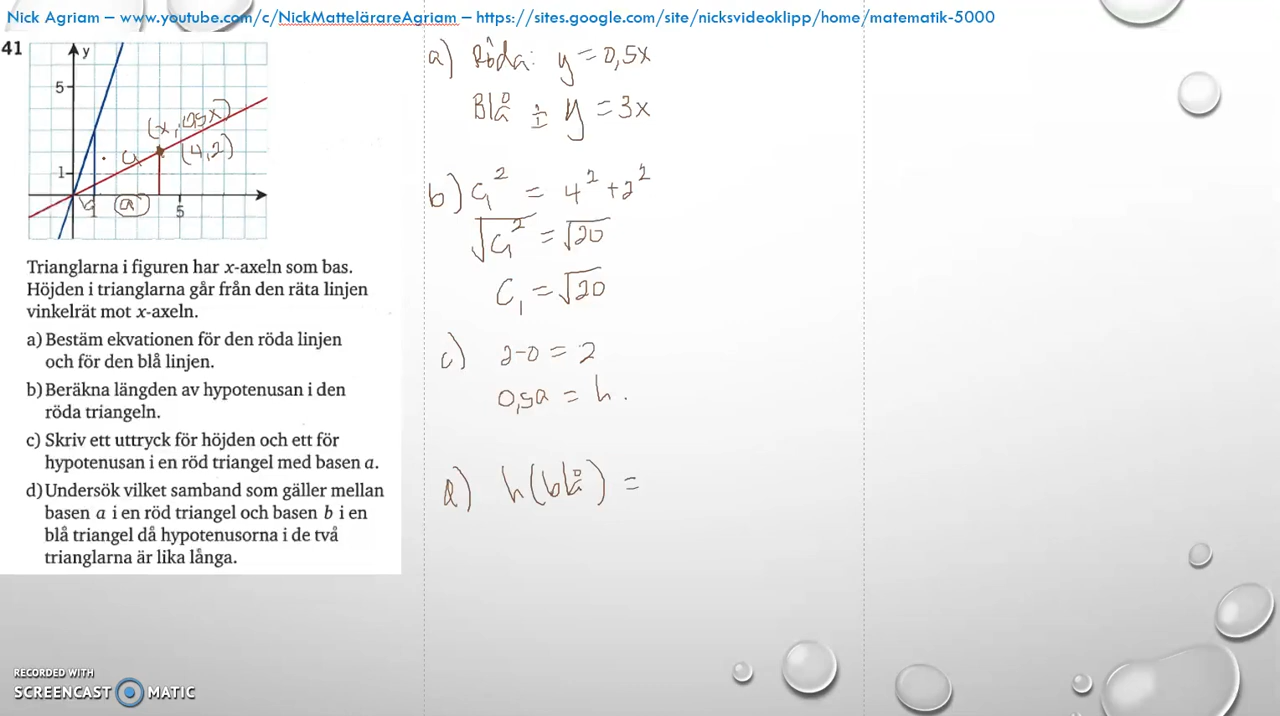 Nick Agriam – www.youtube.com/c/NickMattelärareAgriam – https://sites.google.com/site/nicksvideoklipp/home/matematik-5000
41
y
5
(x, 0,5x)
(4,2)
1
b
a
5
Trianglarna i figuren har x-axeln som bas.
Höjden i trianglarna går från den räta linjen
vinkelrät mot x-axeln.
a) Bestäm ekvationen för den röda linjen
och för den blå linjen.
b) Beräkna längden av hypotenusan i den
röda triangeln.
c) Skriv ett uttryck för höjden och ett för
hypotenusan i en röd triangel med basen a.
d) Undersök vilket samband som gäller mellan
basen a i en röd triangel och basen b i en
blå triangel då hypotenusorna i de två
trianglarna är lika långa.
a) Röda: y = 0,5x
Blå : y = 3x
b) C₁² = 4² + 2²
√C₁² = √20
C₁ = √20
c) 2-0 = 2
0,5a = h.
d) h(blå) =
RECORDED WITH
SCREENCAST MATIC